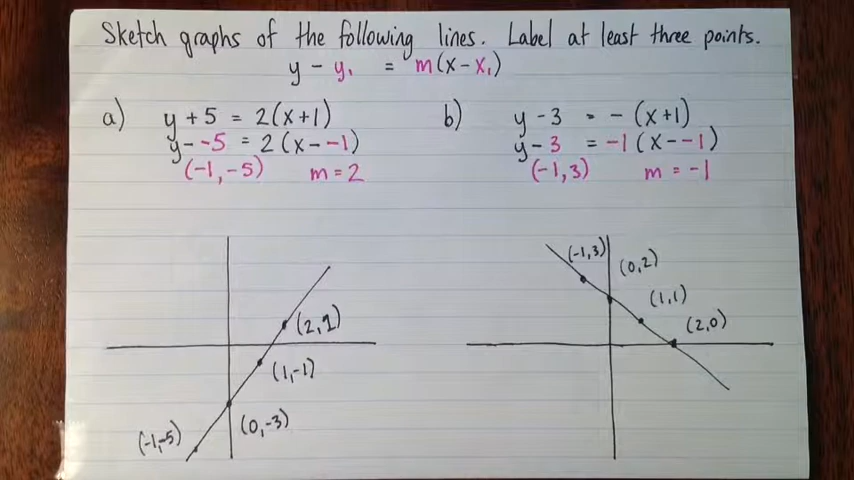 Sketch graphs of the following lines. Label at least three points.
y - y₁ = m(x - x₁)
a) y + 5 = 2(x+1)
y - -5 = 2(x - -1)
(-1, -5) m = 2
b) y - 3 = - (x+1)
y - 3 = -1(x - -1)
(-1, 3) m = -1
(2, 1)
(1, -1)
(0, -3)
(-1, -5)
(-1, 3)
(0, 2)
(1, 1)
(2, 0)